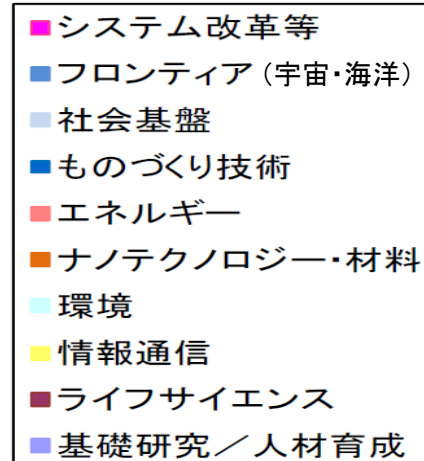 システム改革等
フロンティア（宇宙・海洋）
社会基盤
ものづくり技術
エネルギー
ナノテクノロジー・材料
環境
情報通信
ライフサイエンス
基礎研究／人材育成